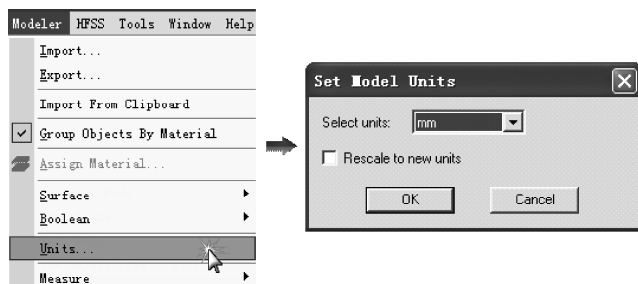 Modeler HFSS Tools Window Help
Import...
Export...
Import From Clipboard
Group Objects By Material
Assign Material...
Surface
Boolean
Units...
Measure
Set Model Units
Select units: mm
Rescale to new units
OK Cancel